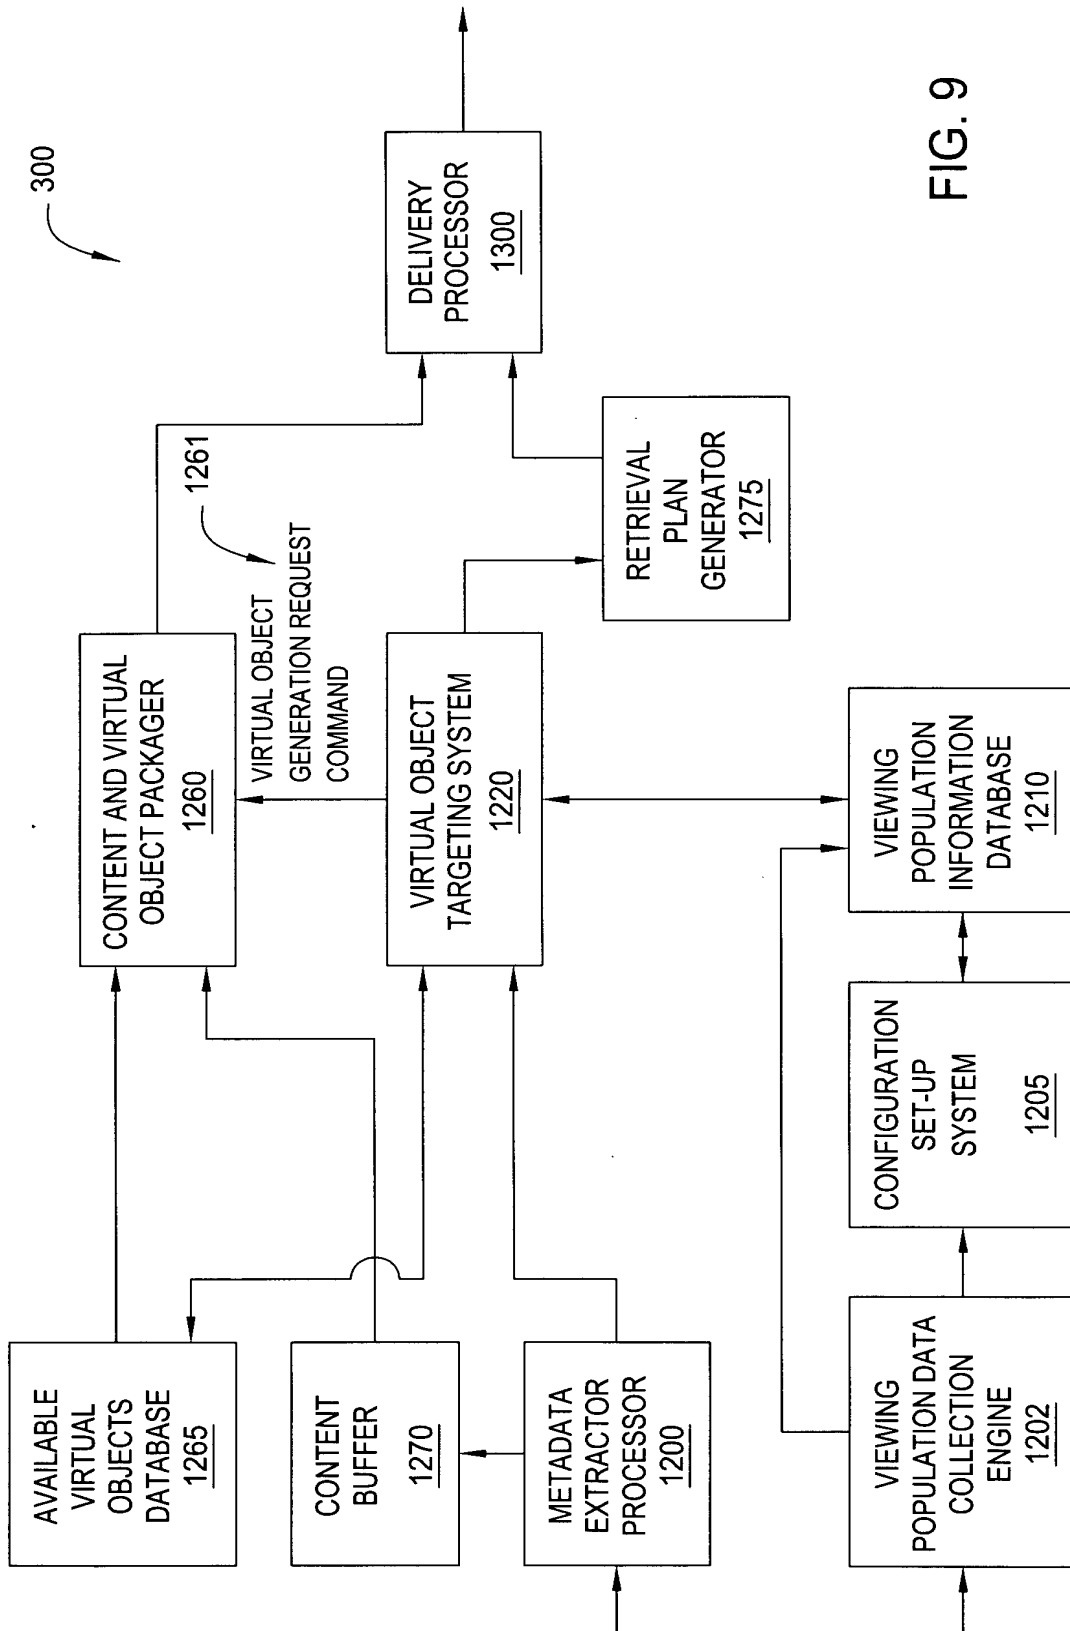 300
AVAILABLE
VIRTUAL
OBJECTS
DATABASE
1265
CONTENT AND VIRTUAL
OBJECT PACKAGER
1260
1261
VIRTUAL OBJECT
GENERATION REQUEST
COMMAND
CONTENT
BUFFER
1270
DELIVERY
PROCESSOR
1300
METADATA
EXTRACTOR
PROCESSOR
1200
VIRTUAL OBJECT
TARGETING SYSTEM
1220
RETRIEVAL
PLAN
GENERATOR
1275
VIEWING
POPULATION DATA
COLLECTION
ENGINE
1202
CONFIGURATION
SET-UP
SYSTEM
1205
VIEWING
POPULATION
INFORMATION
DATABASE
1210
FIG. 9